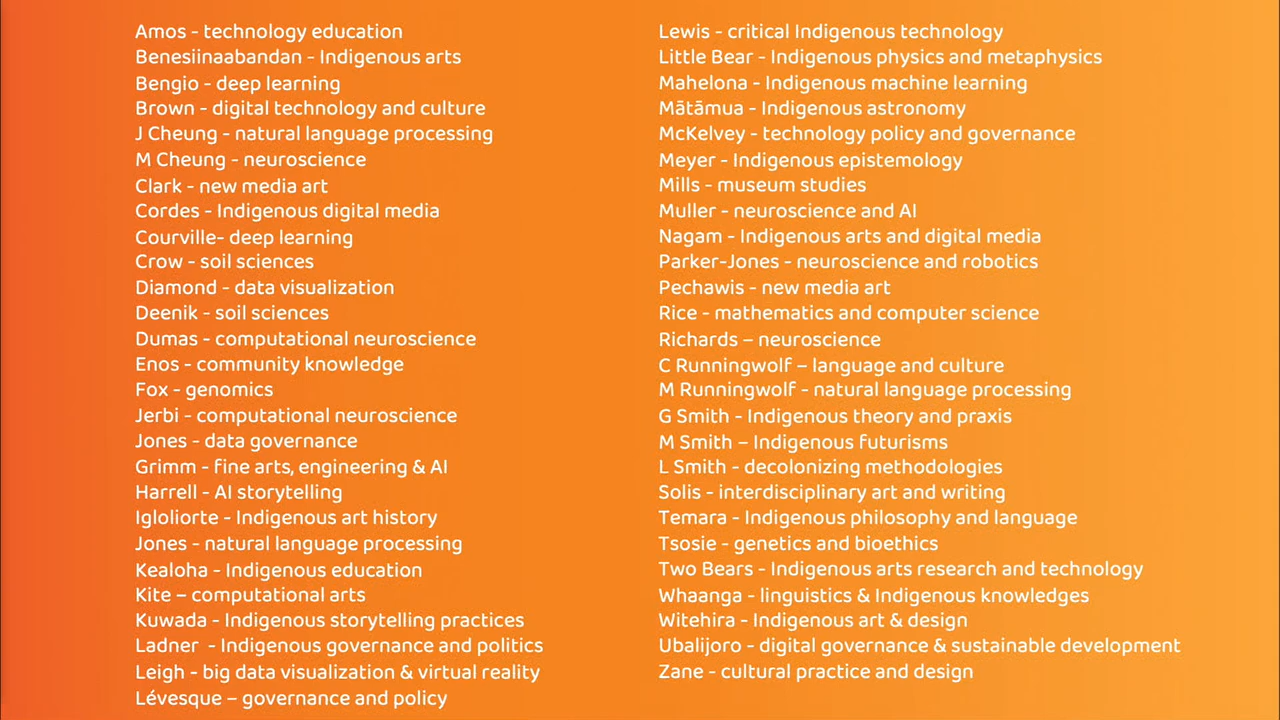 Amos - technology education
Benesiinaabandan - Indigenous arts
Bengio - deep learning
Brown - digital technology and culture
J Cheung - natural language processing
M Cheung - neuroscience
Clark - new media art
Cordes - Indigenous digital media
Courville- deep learning
Crow - soil sciences
Diamond - data visualization
Deenik - soil sciences
Dumas - computational neuroscience
Enos - community knowledge
Fox - genomics
Jerbi - computational neuroscience
Jones - data governance
Grimm - fine arts, engineering & AI
Harrell - AI storytelling
Igloliorte - Indigenous art history
Jones - natural language processing
Kealoha - Indigenous education
Kite – computational arts
Kuwada - Indigenous storytelling practices
Ladner  - Indigenous governance and politics
Leigh - big data visualization & virtual reality
Lévesque – governance and policy
Lewis - critical Indigenous technology
Little Bear - Indigenous physics and metaphysics
Mahelona - Indigenous machine learning
Mātāmua - Indigenous astronomy
McKelvey - technology policy and governance
Meyer - Indigenous epistemology
Mills - museum studies
Muller - neuroscience and AI
Nagam - Indigenous arts and digital media
Parker-Jones - neuroscience and robotics
Pechawis - new media art
Rice - mathematics and computer science
Richards – neuroscience
C Runningwolf – language and culture
M Runningwolf - natural language processing
G Smith - Indigenous theory and praxis
M Smith – Indigenous futurisms
L Smith - decolonizing methodologies
Solis - interdisciplinary art and writing
Temara - Indigenous philosophy and language
Tsosie - genetics and bioethics
Two Bears - Indigenous arts research and technology
Whaanga - linguistics & Indigenous knowledges
Witehira - Indigenous art & design
Ubalijoro - digital governance & sustainable development
Zane - cultural practice and design